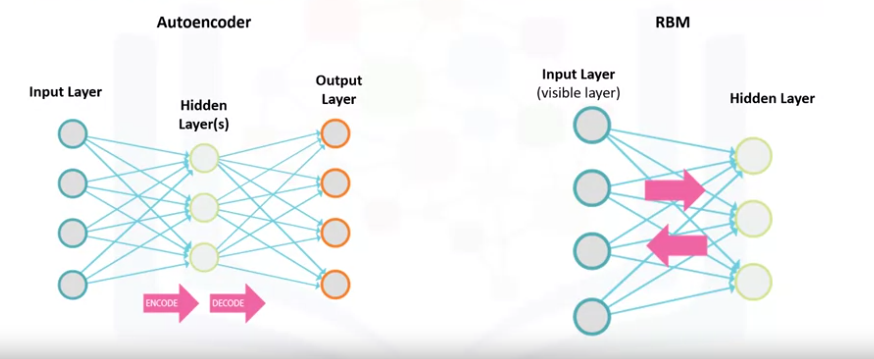 Autoencoder
Input Layer
Hidden
Layer(s)
Output
Layer
ENCODE
DECODE
RBM
Input Layer
(visible layer)
Hidden Layer